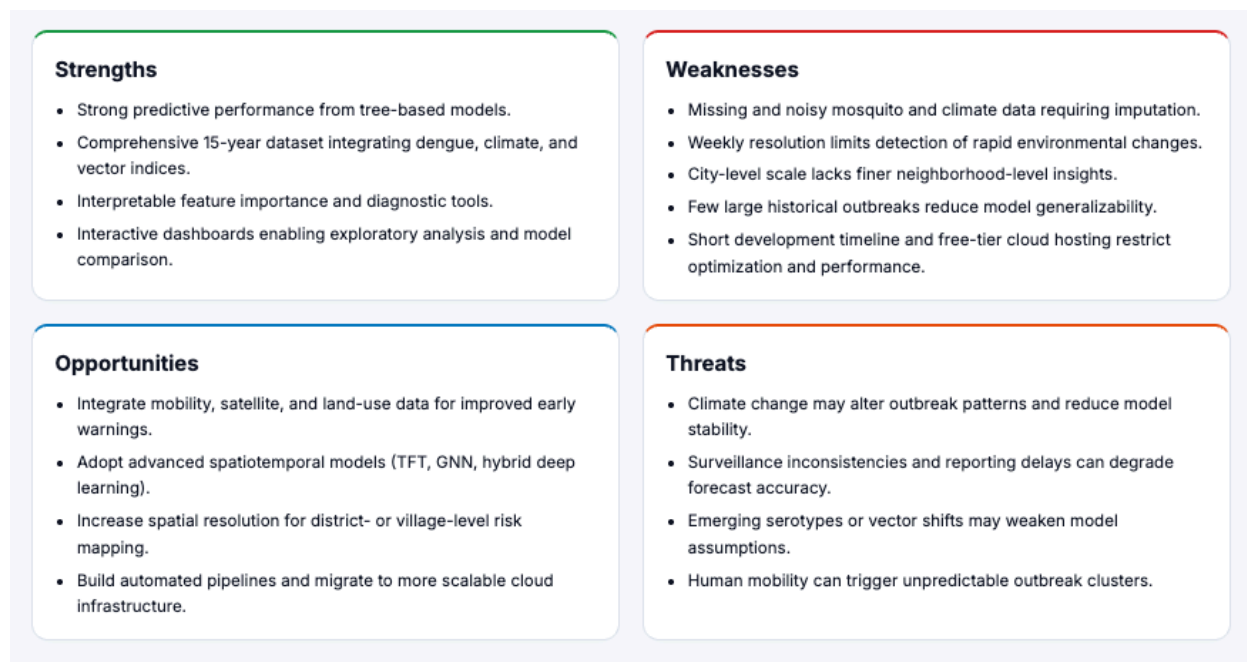 Strengths
• Strong predictive performance from tree-based models.
• Comprehensive 15-year dataset integrating dengue, climate, and
vector indices.
• Interpretable feature importance and diagnostic tools.
• Interactive dashboards enabling exploratory analysis and model
comparison.
Weaknesses
• Missing and noisy mosquito and climate data requiring imputation.
• Weekly resolution limits detection of rapid environmental changes.
• City-level scale lacks finer neighborhood-level insights.
• Few large historical outbreaks reduce model generalizability.
• Short development timeline and free-tier cloud hosting restrict
optimization and performance.
Opportunities
• Integrate mobility, satellite, and land-use data for improved early
warnings.
• Adopt advanced spatiotemporal models (TFT, GNN, hybrid deep
learning).
• Increase spatial resolution for district- or village-level risk
mapping.
• Build automated pipelines and migrate to more scalable cloud
infrastructure.
Threats
• Climate change may alter outbreak patterns and reduce model
stability.
• Surveillance inconsistencies and reporting delays can degrade
forecast accuracy.
• Emerging serotypes or vector shifts may weaken model
assumptions.
• Human mobility can trigger unpredictable outbreak clusters.